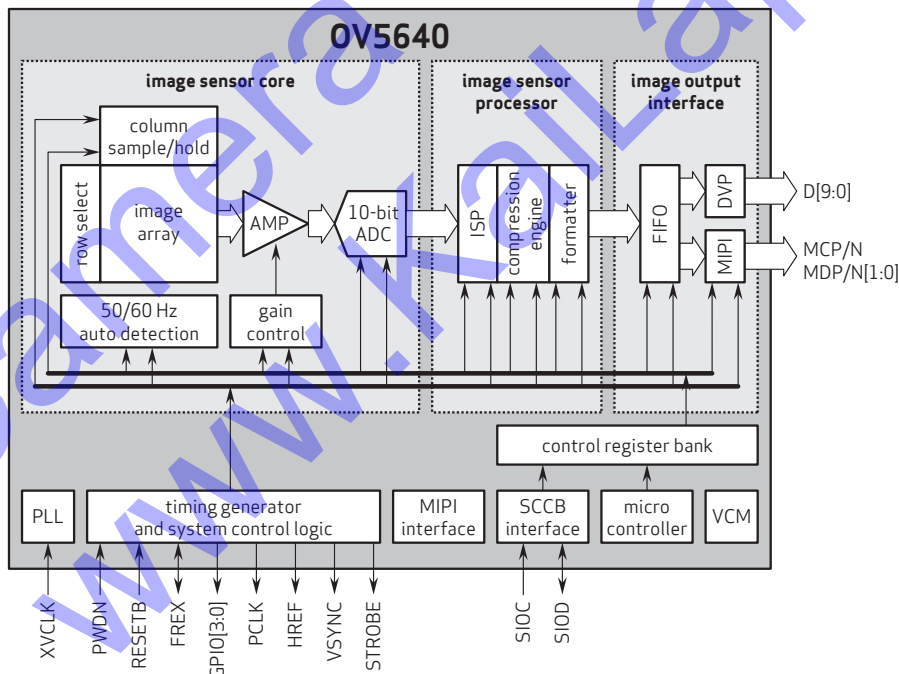 OV5640
image sensor core
image sensor
processor
image output
interface
column
sample/hold
row select
image
array
AMP
10-bit
ADC
ISP
compression
engine
formatter
FIFO
DVP
MIPI
D[9:0]
MCP/N
MDP/N[1:0]
50/60 Hz
auto detection
gain
control
control register bank
PLL
timing generator
and system control logic
MIPI
interface
SCCB
interface
micro
controller
VCM
XVCLK
PWDN
RESETB
FREX
GPIO[3:0]
PCLK
HREF
VSYNC
STROBE
SIOC
SIOD
camera
www.KaiLa